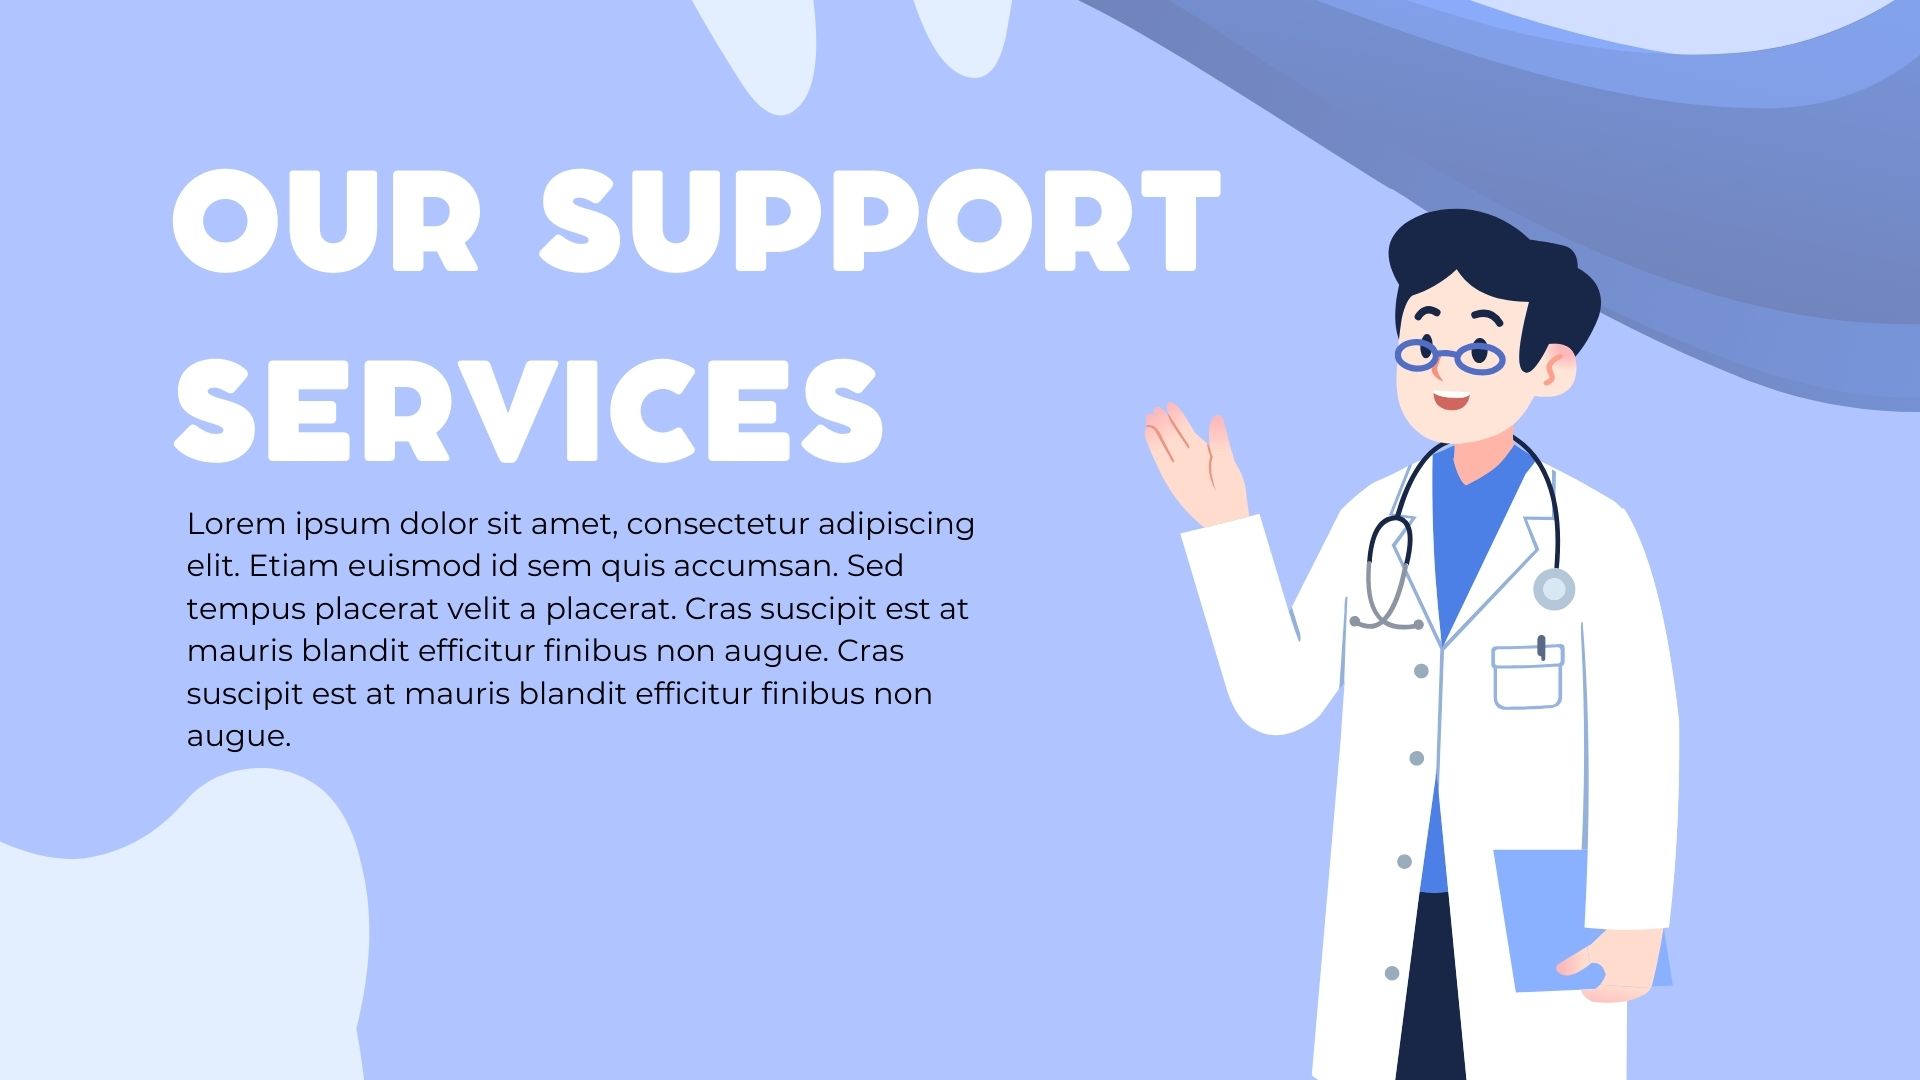 OUR SUPPORT
SERVICES
Lorem ipsum dolor sit amet, consectetur adipiscing
elit. Etiam euismod id sem quis accumsan. Sed
tempus placerat velit a placerat. Cras suscipit est at
mauris blandit efficitur finibus non augue. Cras
suscipit est at mauris blandit efficitur finibus non
augue.